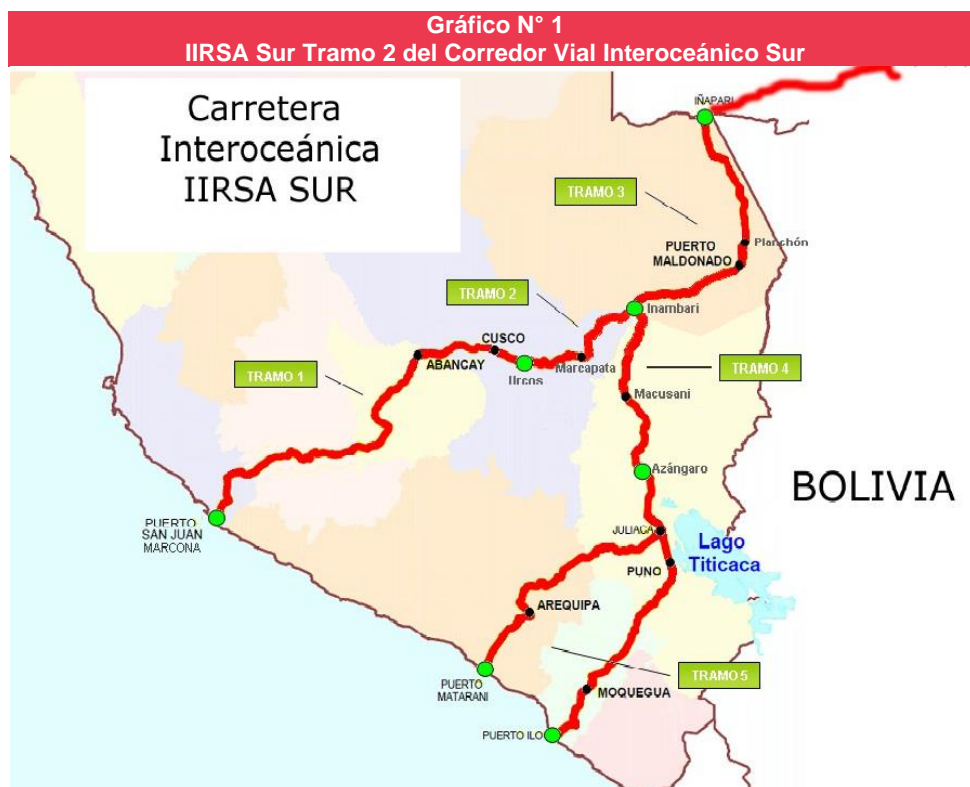 Gráfico N° 1
IIRSA Sur Tramo 2 del Corredor Vial Interoceánico Sur
Carretera
Interoceánica
IIRSA SUR
IÑAPARI
TRAMO 3
PUERTO
MALDONADO
Planchón
TRAMO 2
Inambari
CUSCO
ABANCAY
Urcos
Marcapata
TRAMO 1
TRAMO 4
Macusani
Azángaro
BOLIVIA
PUERTO
SAN JUAN
MARCONA
JULIACA
Lago
Titicaca
PUNO
AREQUIPA
TRAMO 5
PUERTO
MATARANI
MOQUEGUA
PUERTO ILO